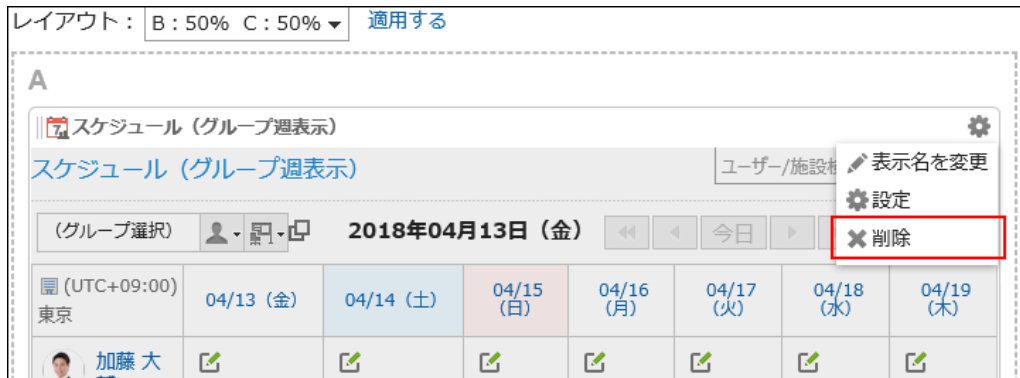 レイアウト： B：50% C：50% 適用する
A
スケジュール（グループ週表示）
スケジュール（グループ週表示）
ユーザー/施設検
表示名を変更
設定
削除
（グループ選択） 2018年04月13日（金） 今日
(UTC+09:00)
東京
04/13（金）
04/14（土）
04/15
（日）
04/16
（月）
04/17
（火）
04/18
（水）
04/19
（木）
加藤 大